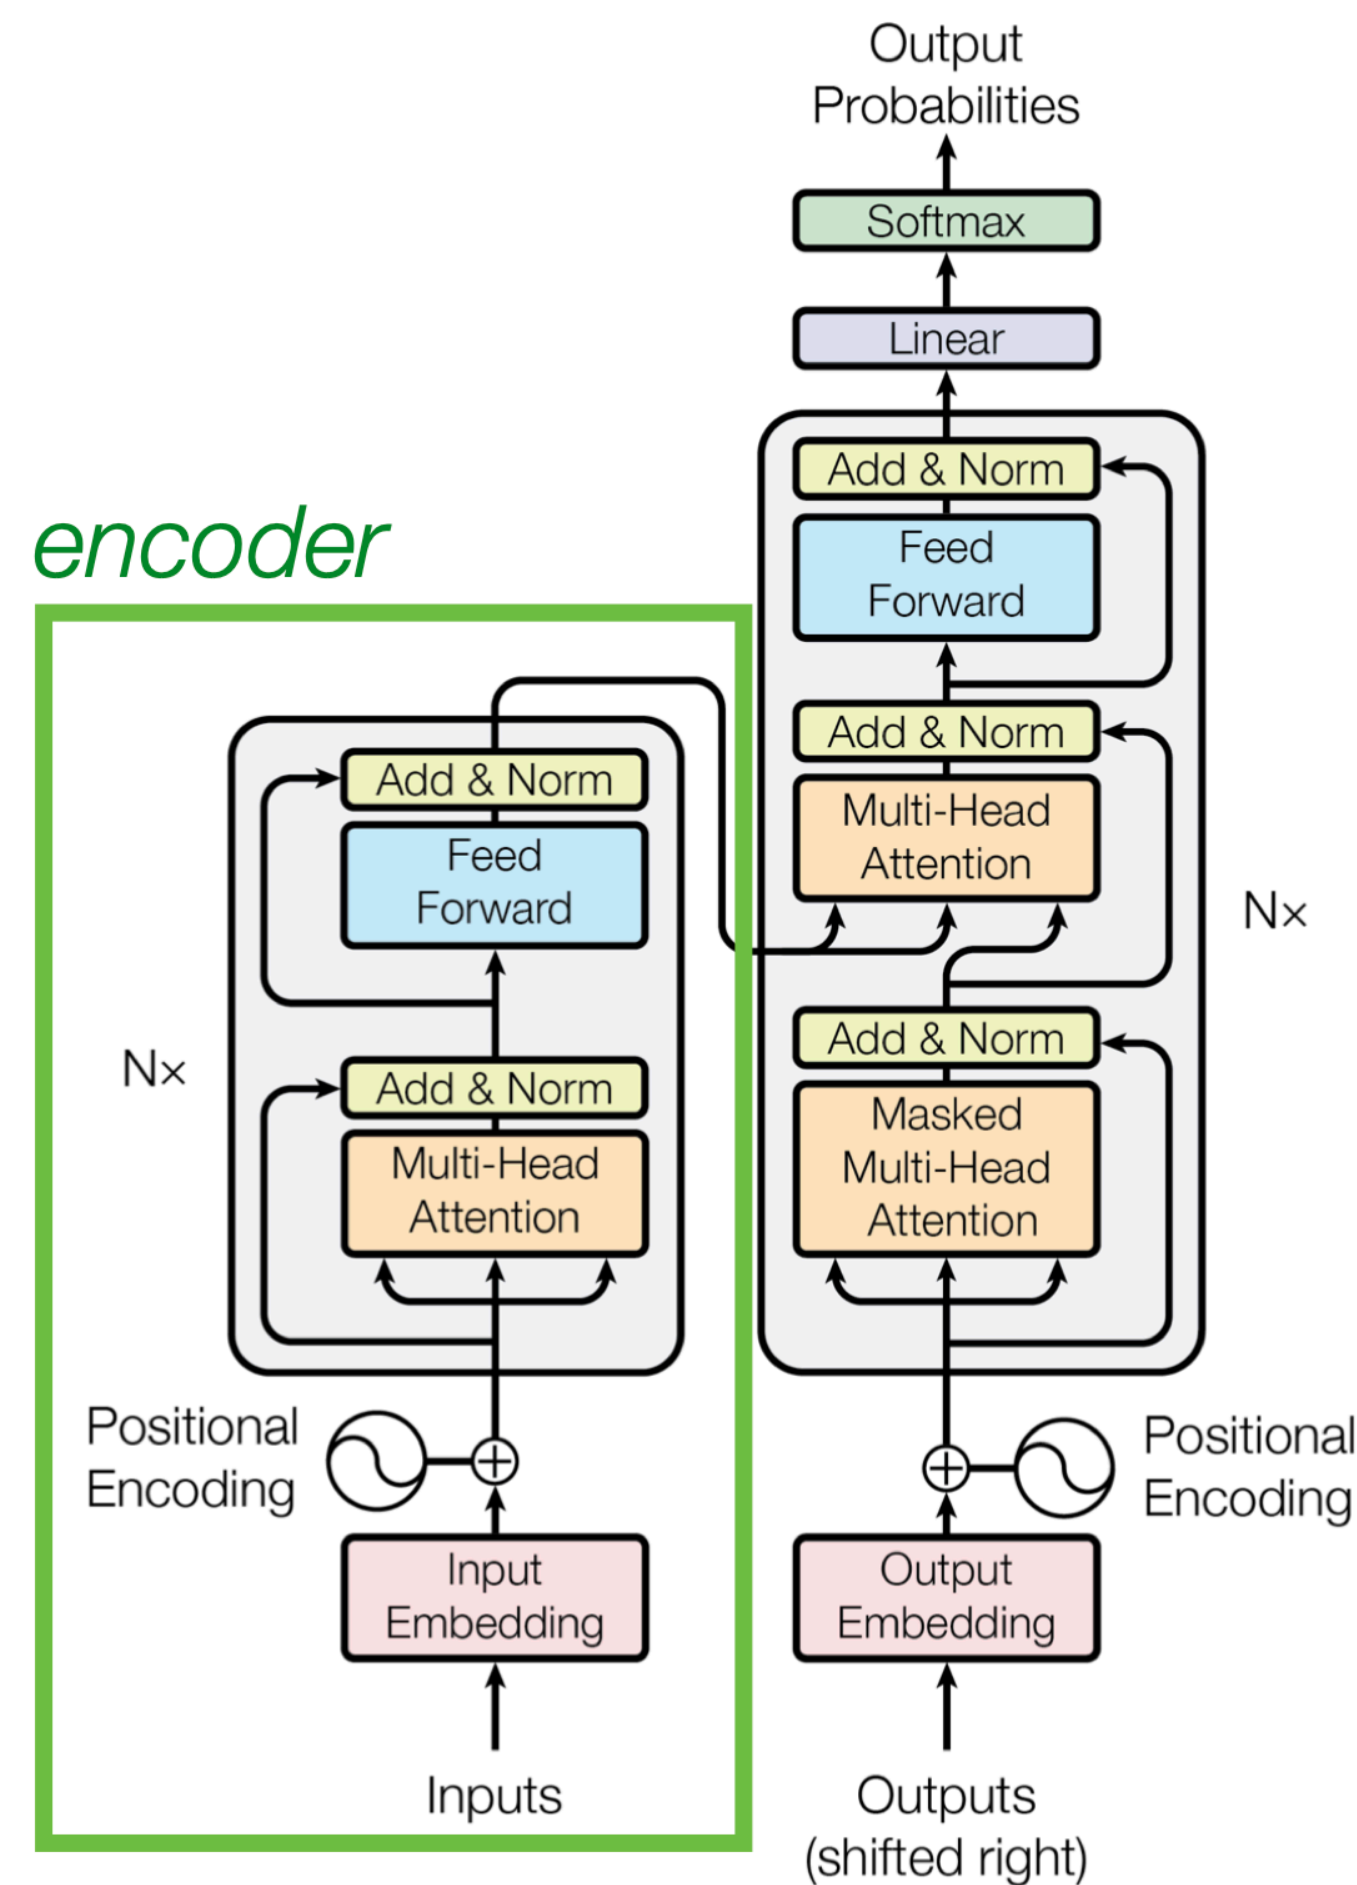 Output
Probabilities
Softmax
Linear
Add & Norm
Feed
Forward
Add & Norm
Multi-Head
Attention
Nx
Add & Norm
Masked
Multi-Head
Attention
Positional
Encoding
Output
Embedding
Outputs
(shifted right)
encoder
Add & Norm
Feed
Forward
Nx
Add & Norm
Multi-Head
Attention
Positional
Encoding
Input
Embedding
Inputs